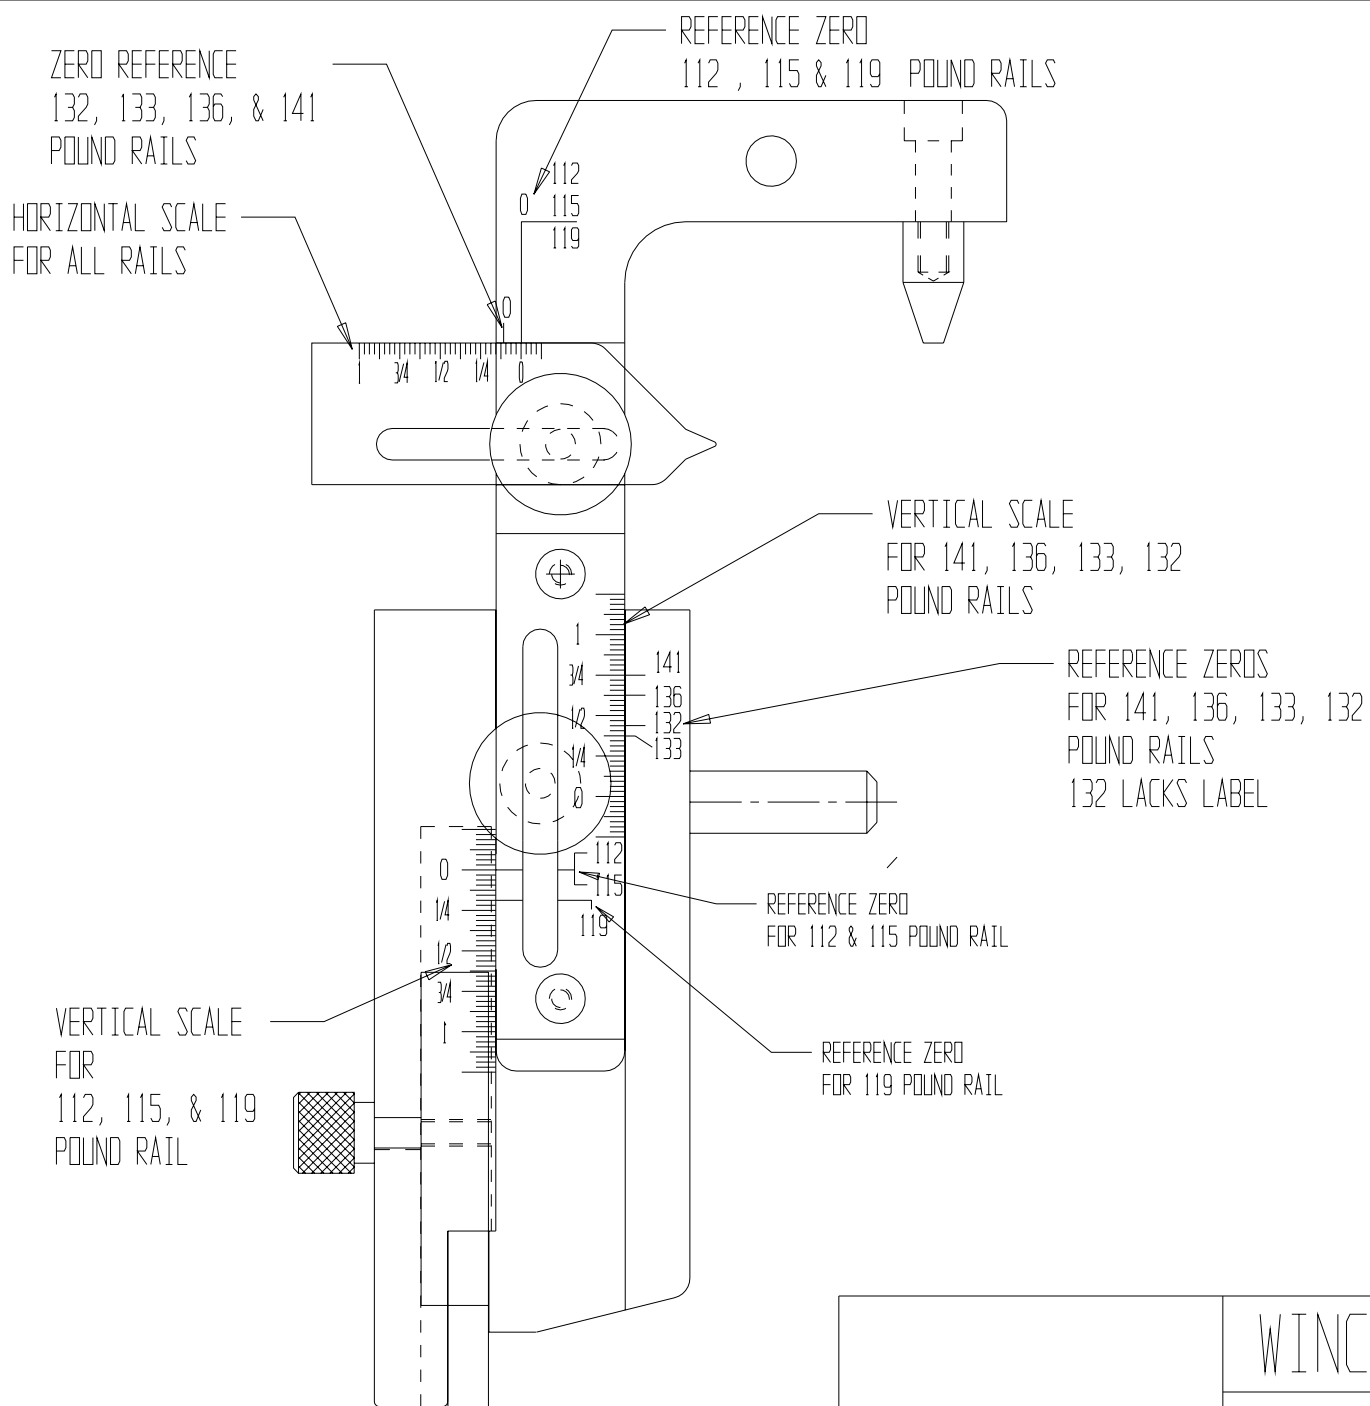 REFERENCE ZERO
112 , 115 & 119 POUND RAILS
ZERO REFERENCE
132, 133, 136, & 141
POUND RAILS
HORIZONTAL SCALE
FOR ALL RAILS
112
0 115
119
0
1 3/4 1/2 1/4 0
VERTICAL SCALE
FOR 141, 136, 133, 132
POUND RAILS
1
3/4
1/2
1/4
0
141
136
132
133
REFERENCE ZEROS
FOR 141, 136, 133, 132
POUND RAILS
132 LACKS LABEL
112
115
119
REFERENCE ZERO
FOR 112 & 115 POUND RAIL
0
1/4
1/2
3/4
1
VERTICAL SCALE
FOR
112, 115, & 119
POUND RAIL
REFERENCE ZERO
FOR 119 POUND RAIL
WINC